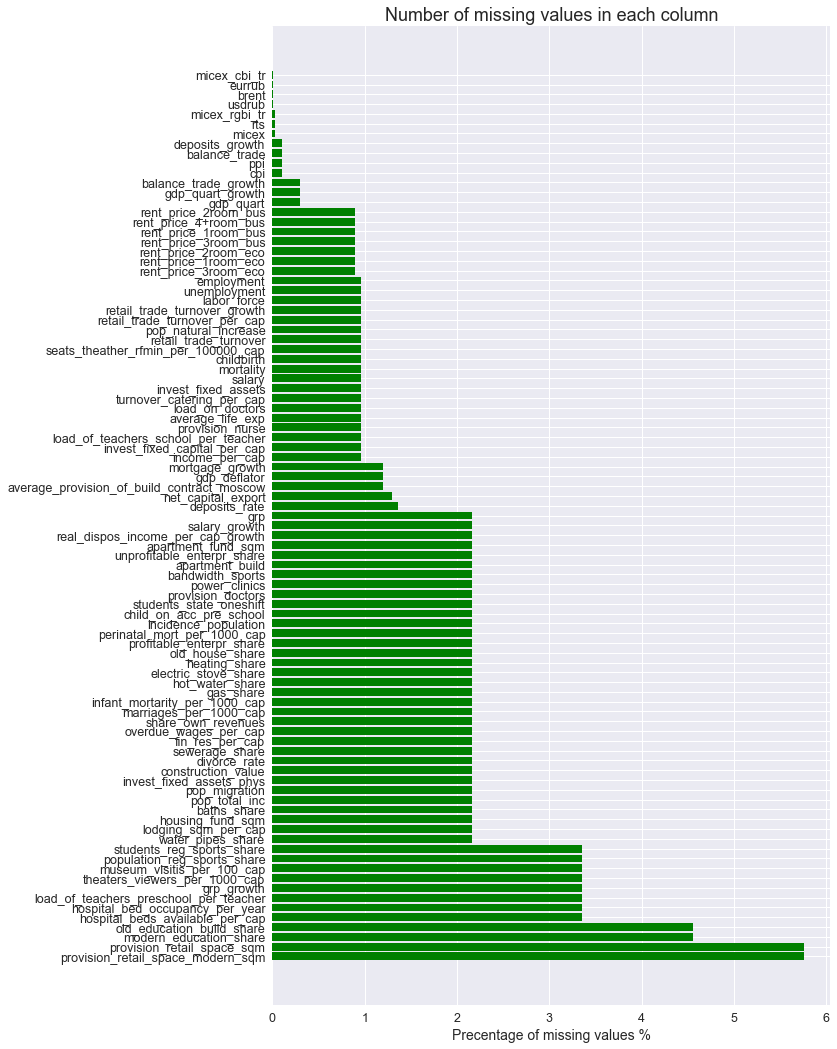 Number of missing values in each column
micex_cbi_tr
eurrub
brent
usdrub
micex_rgbi_tr
rts
micex
deposits_growth
balance_trade
ppi
cpi
balance_trade_growth
gdp_quart_growth
gdp_quart
rent_price_2room_bus
rent_price_4+room_bus
rent_price_1room_bus
rent_price_3room_bus
rent_price_2room_eco
rent_price_1room_eco
rent_price_3room_eco
employment
unemployment
labor_force
retail_trade_turnover_growth
retail_trade_turnover_per_cap
pop_natural_increase
retail_trade_turnover
seats_theather_rfmin_per_100000_cap
childbirth
mortality
salary
invest_fixed_assets
turnover_catering_per_cap
load_on_doctors
average_life_exp
provision_nurse
load_of_teachers_school_per_teacher
invest_fixed_capital_per_cap
income_per_cap
mortgage_growth
gdp_deflator
average_provision_of_build_contract_moscow
net_capital_export
deposits_rate
grp
salary_growth
real_dispos_income_per_cap_growth
apartment_fund_sqm
unprofitable_enterpr_share
apartment_build
bandwidth_sports
power_clinics
provision_doctors
students_state_oneshift
child_on_acc_pre_school
incidence_population
perinatal_mort_per_1000_cap
profitable_enterpr_share
old_house_share
heating_share
electric_stove_share
hot_water_share
gas_share
infant_mortarity_per_1000_cap
marriages_per_1000_cap
share_own_revenues
overdue_wages_per_cap
fin_res_per_cap
sewerage_share
divorce_rate
construction_value
invest_fixed_assets_phys
pop_migration
pop_total_inc
baths_share
housing_fund_sqm
lodging_sqm_per_cap
water_pipes_share
students_reg_sports_share
population_reg_sports_share
museum_visitis_per_100_cap
theaters_viewers_per_1000_cap
grp_growth
load_of_teachers_preschool_per_teacher
hospital_bed_occupancy_per_year
hospital_beds_available_per_cap
old_education_build_share
modern_education_share
provision_retail_space_sqm
provision_retail_space_modern_sqm
0 1 2 3 4 5 6
Precentage of missing values %